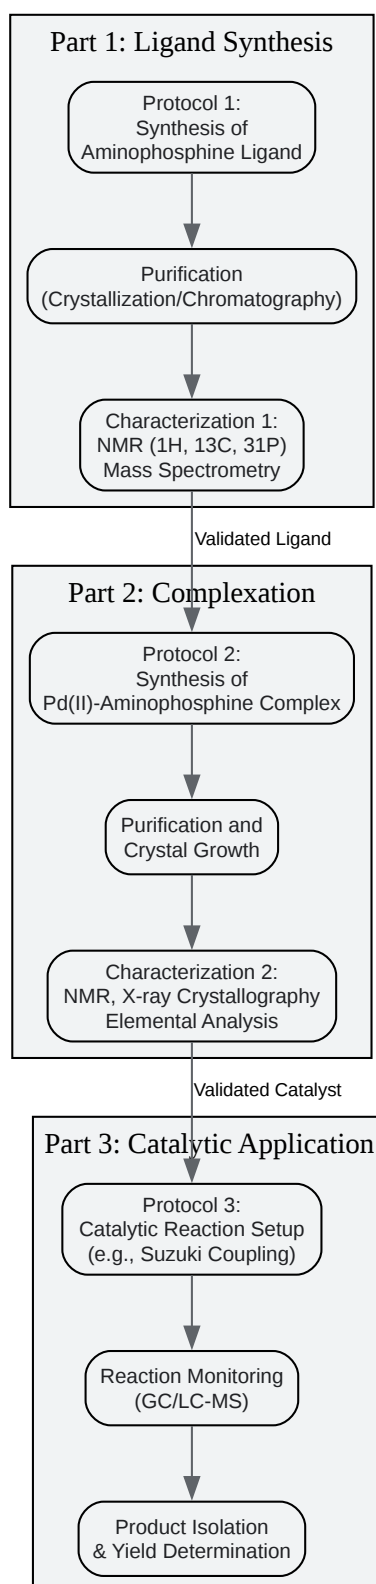 Part 1: Ligand Synthesis
Protocol 1:
Synthesis of
Aminophosphine Ligand
Purification
(Crystallization/Chromatography)
Characterization 1:
NMR (1H, 13C, 31P)
Mass Spectrometry
Validated Ligand
Part 2: Complexation
Protocol 2:
Synthesis of
Pd(II)-Aminophosphine Complex
Purification and
Crystal Growth
Characterization 2:
NMR, X-ray Crystallography
Elemental Analysis
Validated Catalyst
Part 3: Catalytic Application
Protocol 3:
Catalytic Reaction Setup
(e.g., Suzuki Coupling)
Reaction Monitoring
(GC/LC-MS)
Product Isolation
& Yield Determination